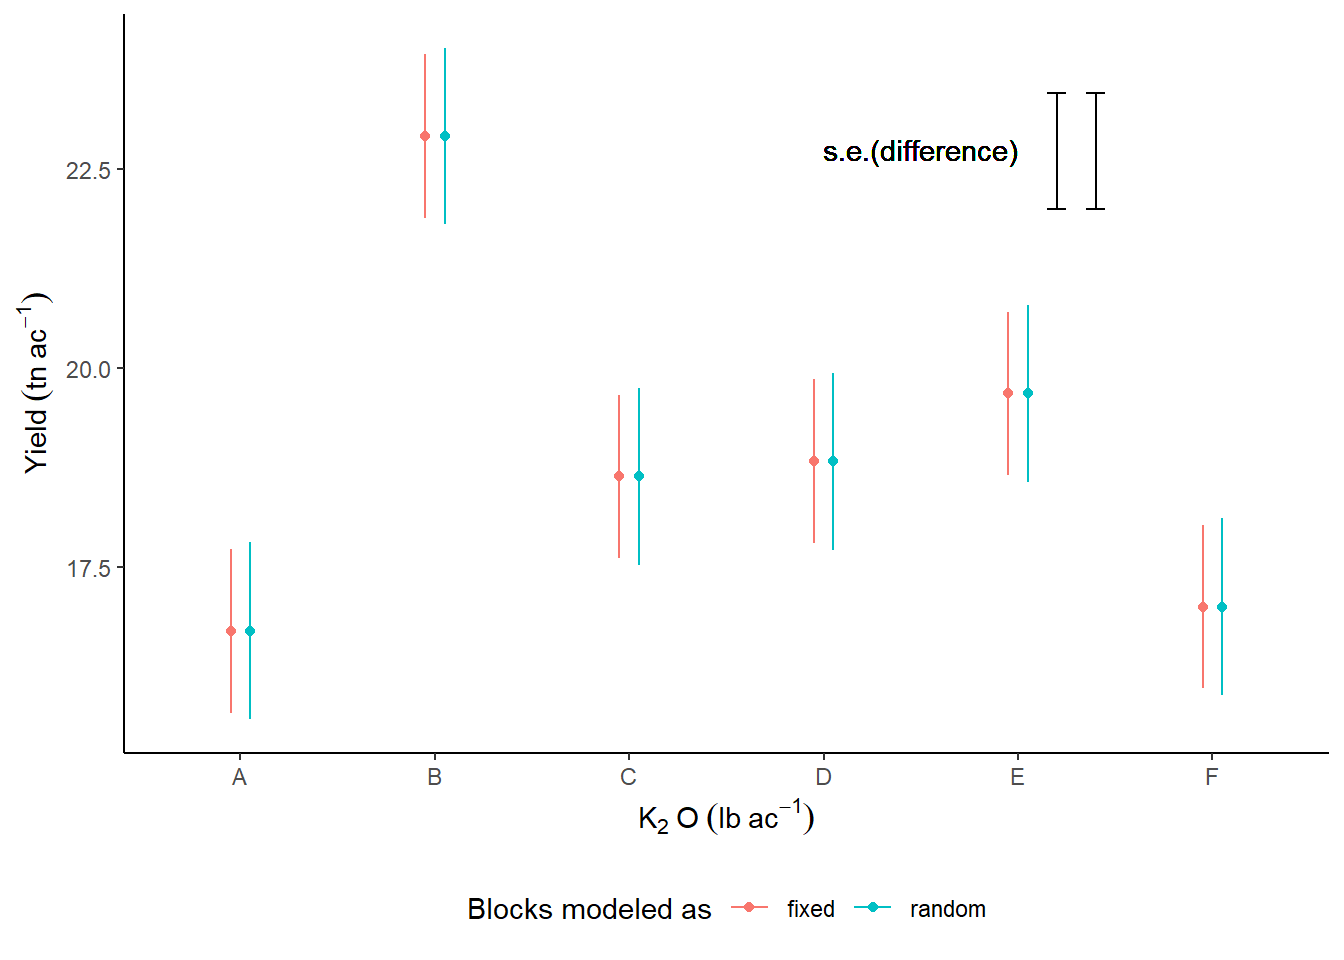 s.e.(difference)
22.5
20.0
17.5
Yield (tn ac⁻¹)
A B C D E F
K₂ O (lb ac⁻¹)
Blocks modeled as fixed random